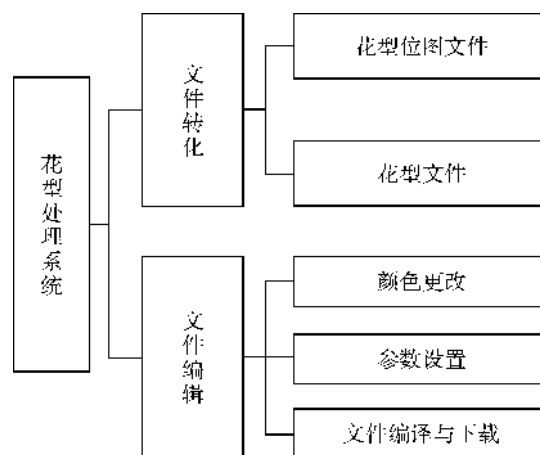 花型处理系统
文件转化
花型位图文件
花型文件
文件编辑
颜色更改
参数设置
文件编译与下载